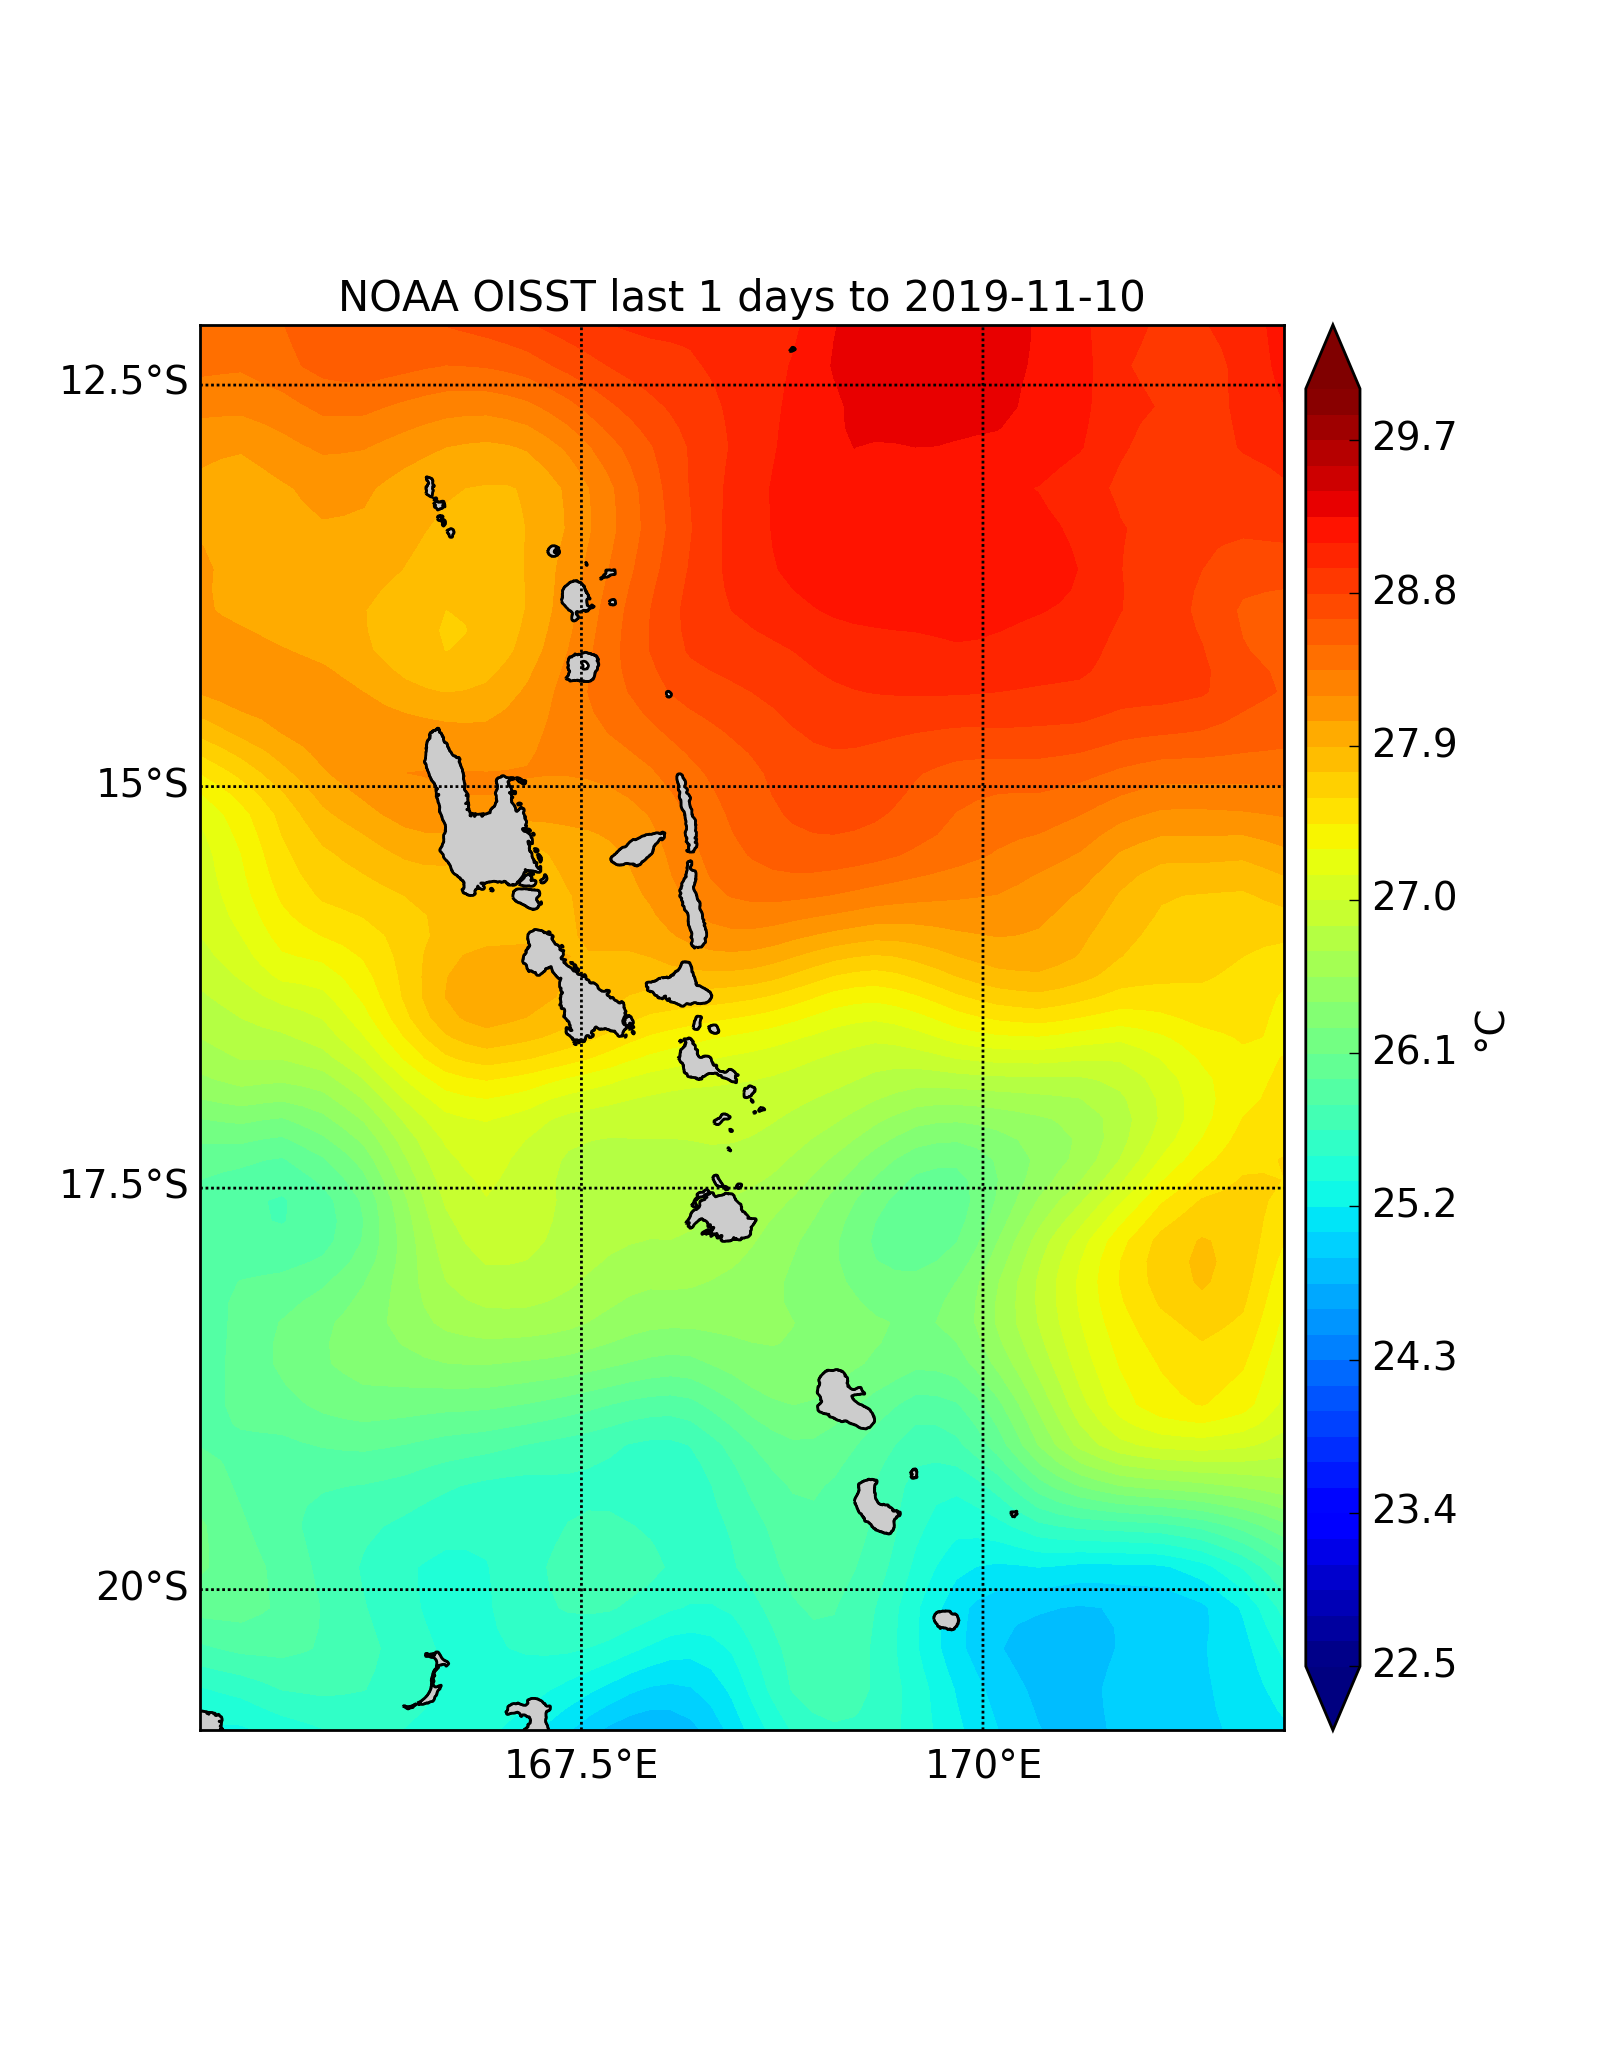 NOAA OISST last 1 days to 2019-11-10
12.5°S
15°S
17.5°S
20°S
167.5°E
170°E
29.7
28.8
27.9
27.0
26.1
25.2
24.3
23.4
22.5
°C